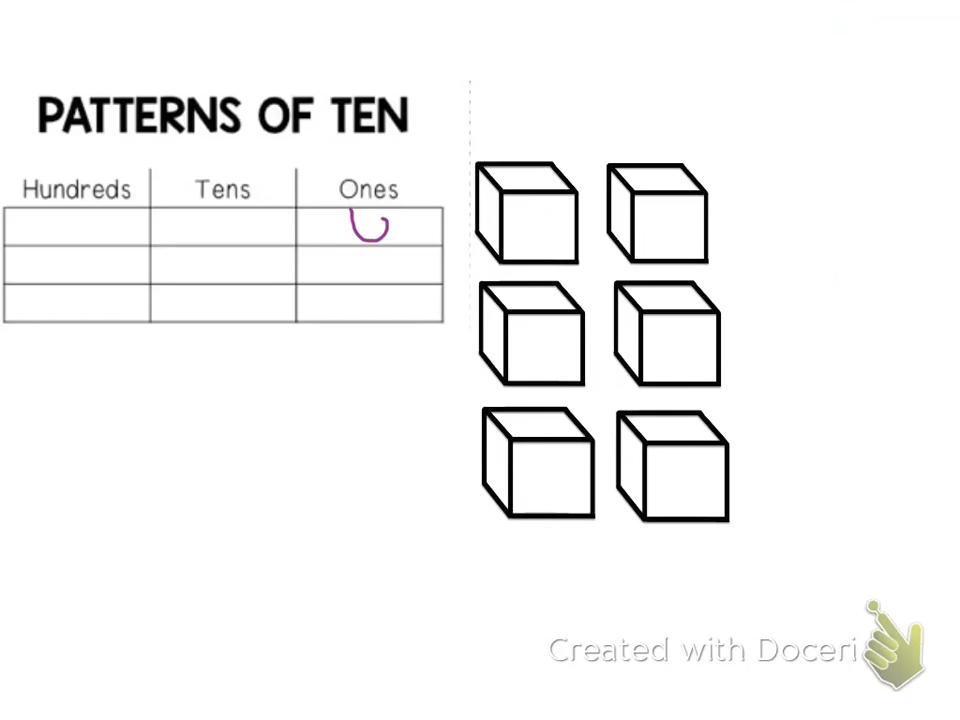 PATTERNS OF TEN
Hundreds Tens Ones
Created with Doceri